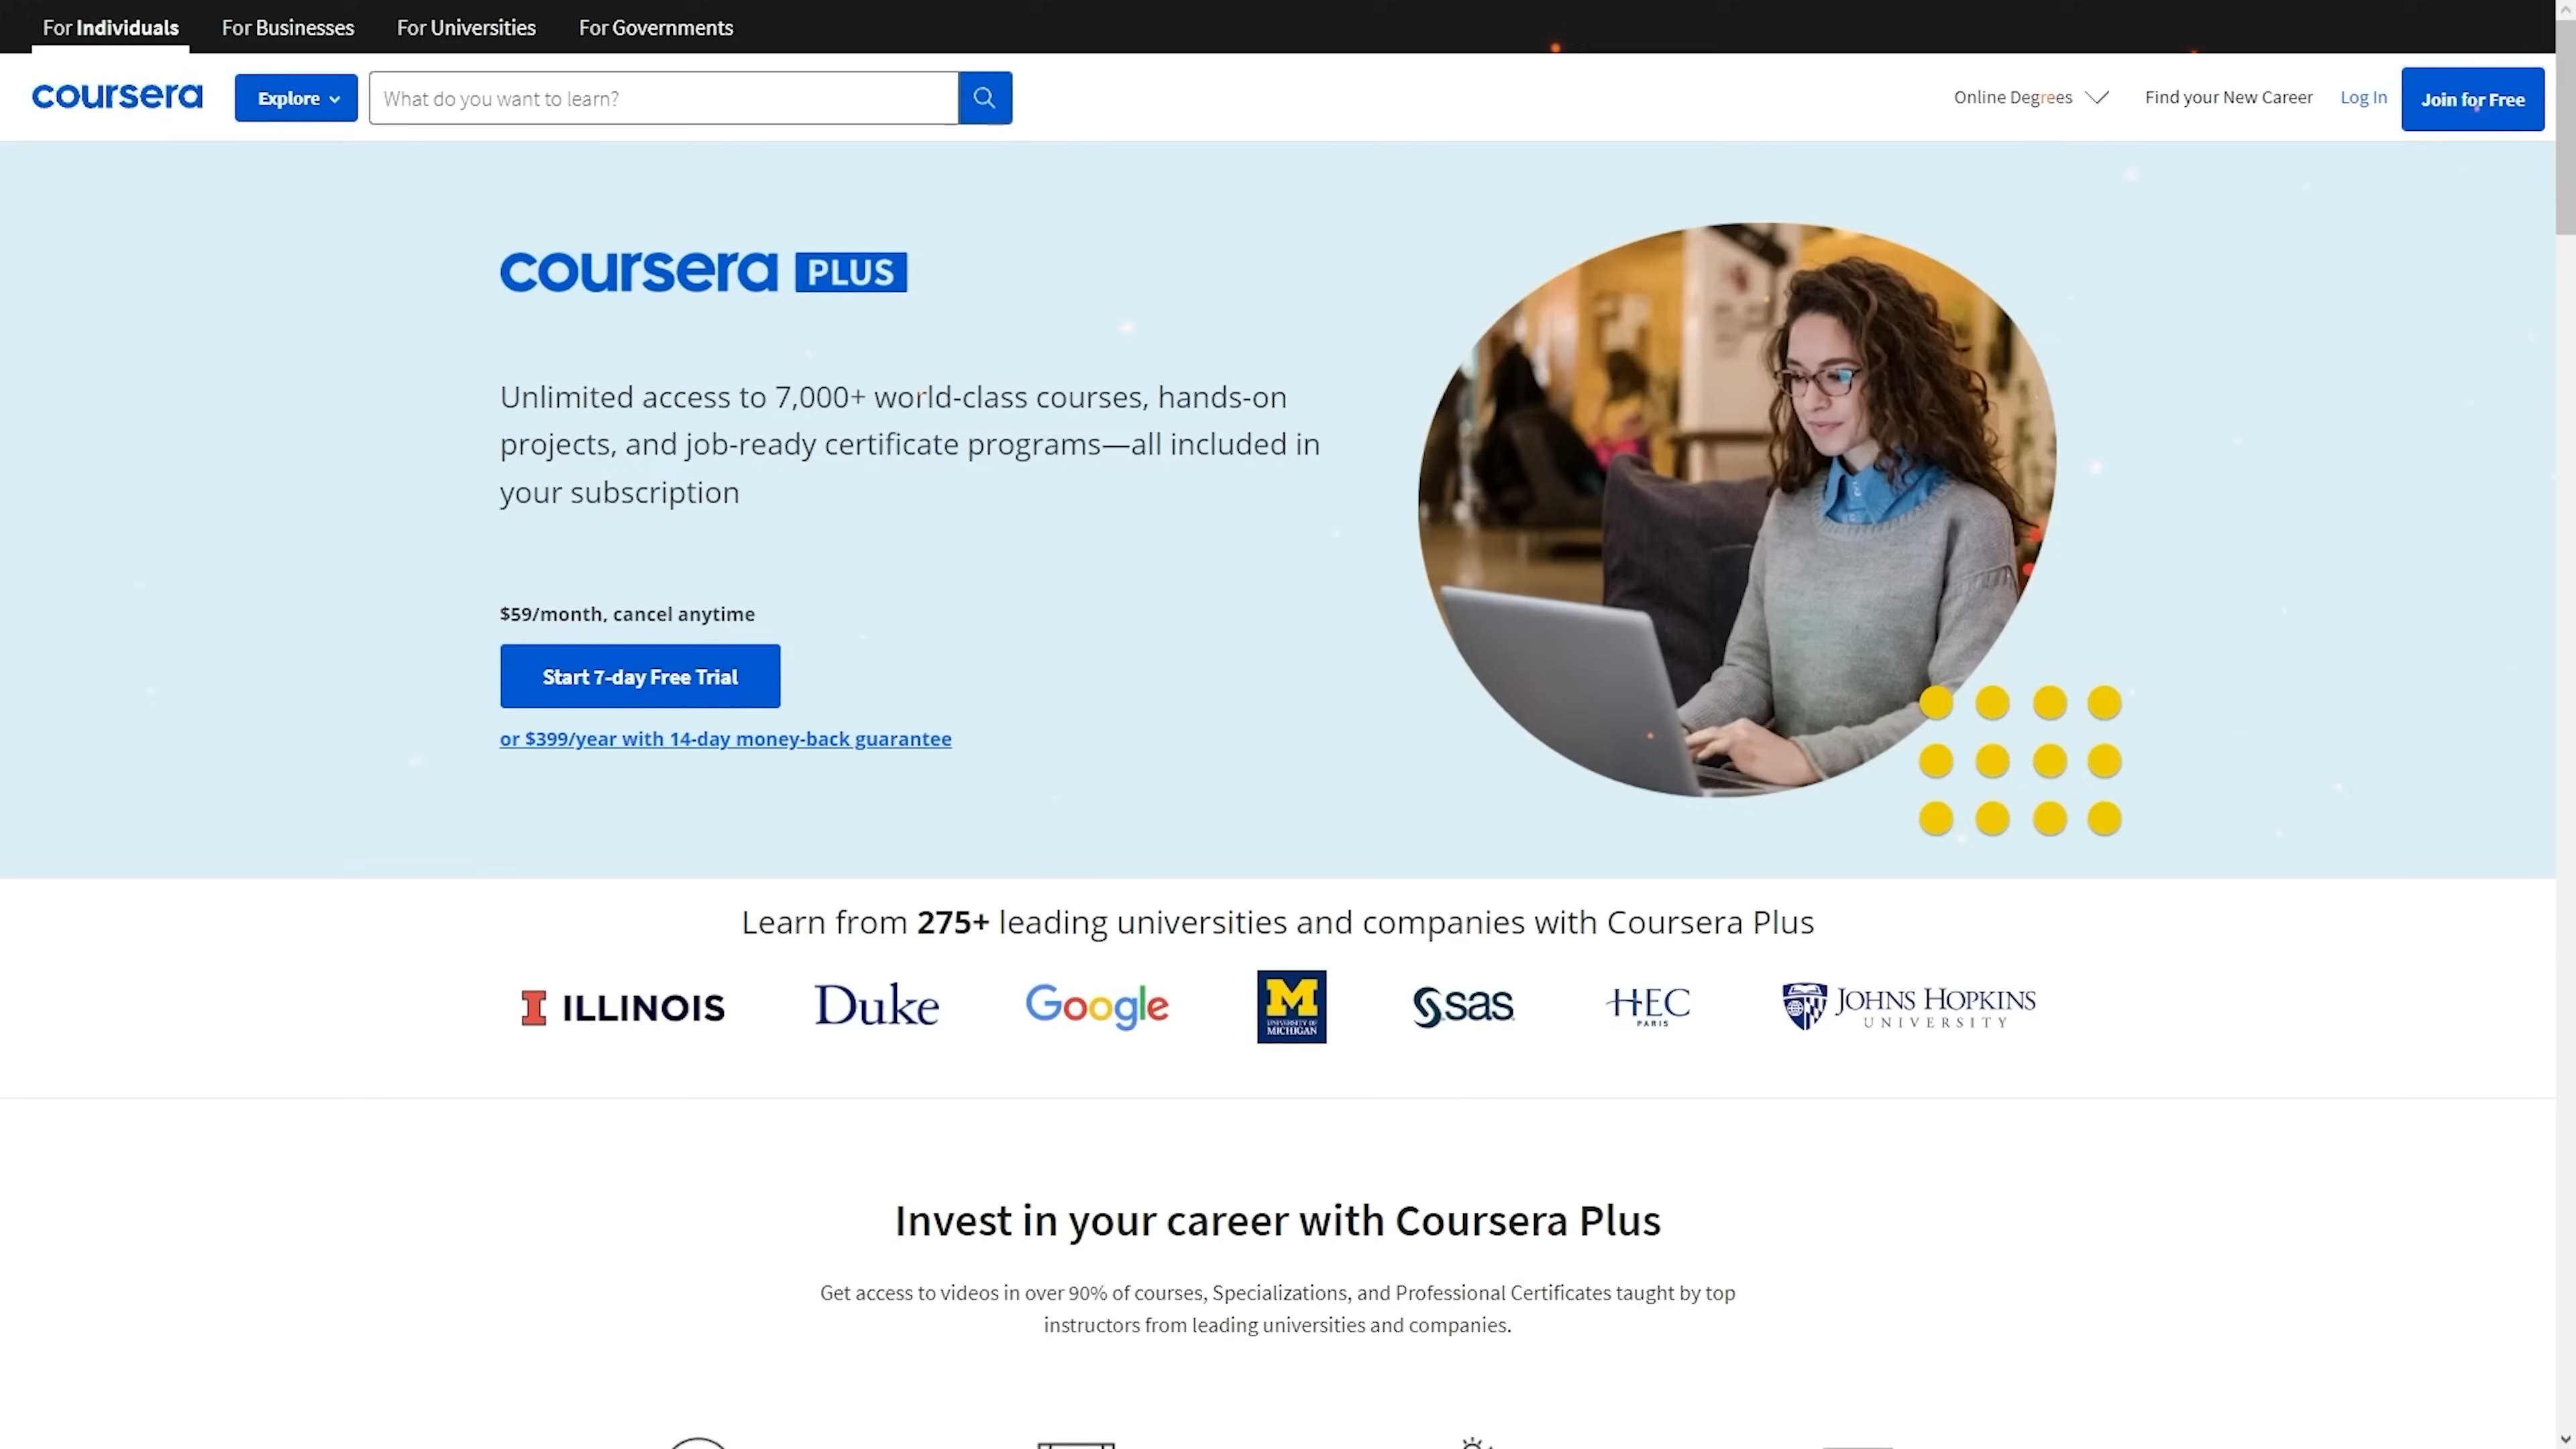 For Individuals For Businesses For Universities For Governments
coursera Explore What do you want to learn? Online Degrees Find your New Career Log In Join for Free
coursera PLUS
Unlimited access to 7,000+ world-class courses, hands-on
projects, and job-ready certificate programs—all included in
your subscription
$59/month, cancel anytime
Start 7-day Free Trial
or $399/year with 14-day money-back guarantee
Learn from 275+ leading universities and companies with Coursera Plus
I ILLINOIS Duke Google M UNIVERSITY OF MICHIGAN sas HEC PARIS JOHNS HOPKINS UNIVERSITY
Invest in your career with Coursera Plus
Get access to videos in over 90% of courses, Specializations, and Professional Certificates taught by top
instructors from leading universities and companies.